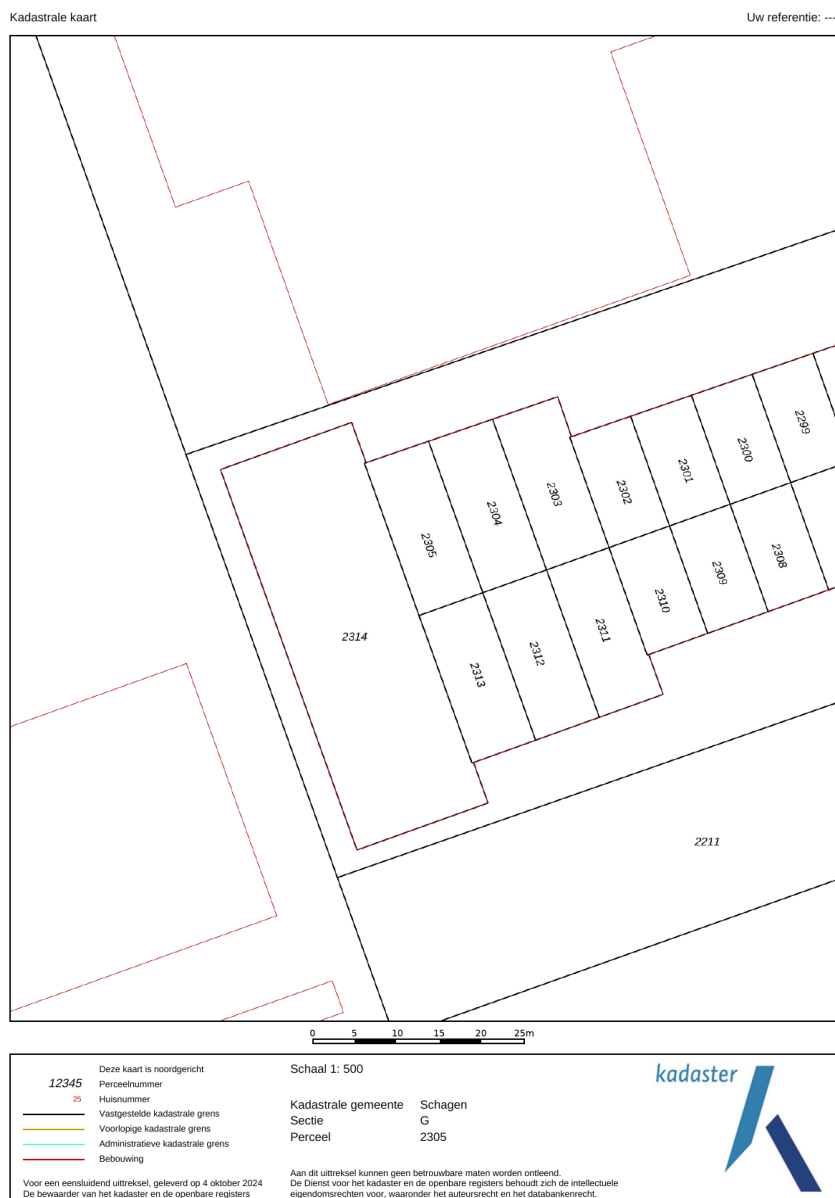 Kadastrale kaart
Uw referentie: ---
2299
2300
2301
2302
2303
2304
2305
2308
2309
2310
2311
2312
2313
2314
2211
0 5 10 15 20 25m
Deze kaart is noordgericht
12345 Perceelnummer
25 Huisnummer
Vastgestelde kadastrale grens
Voorlopige kadastrale grens
Administratieve kadastrale grens
Bebouwing
Voor een eensluidend uittreksel, geleverd op 4 oktober 2024
De bewaarder van het kadaster en de openbare registers
Schaal 1: 500
Kadastrale gemeente Schagen
Sectie G
Perceel 2305
Aan dit uittreksel kunnen geen betrouwbare maten worden ontleend.
De Dienst voor het kadaster en de openbare registers behoudt zich de intellectuele
eigendomsrechten voor, waaronder het auteursrecht en het databankenrecht.
kadaster